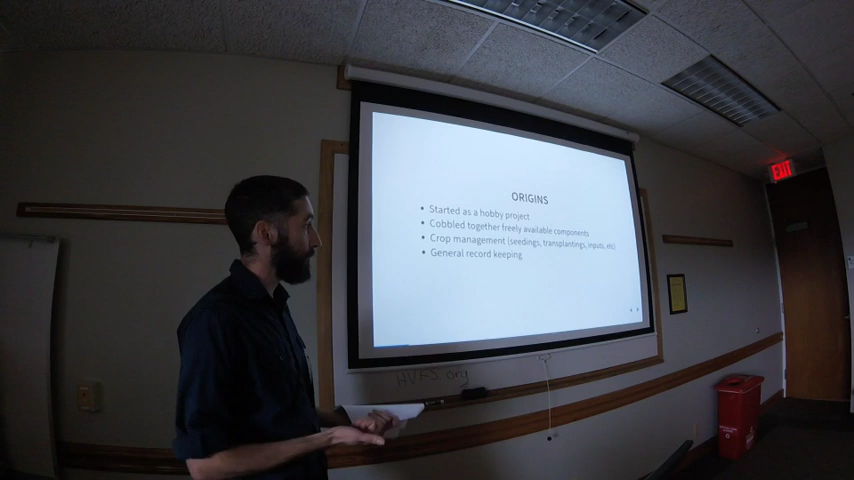 ORIGINS
• Started as a hobby project
• Cobbled together freely available components
• Crop management (seedings, transplantings, inputs, etc)
• General record keeping
EXIT